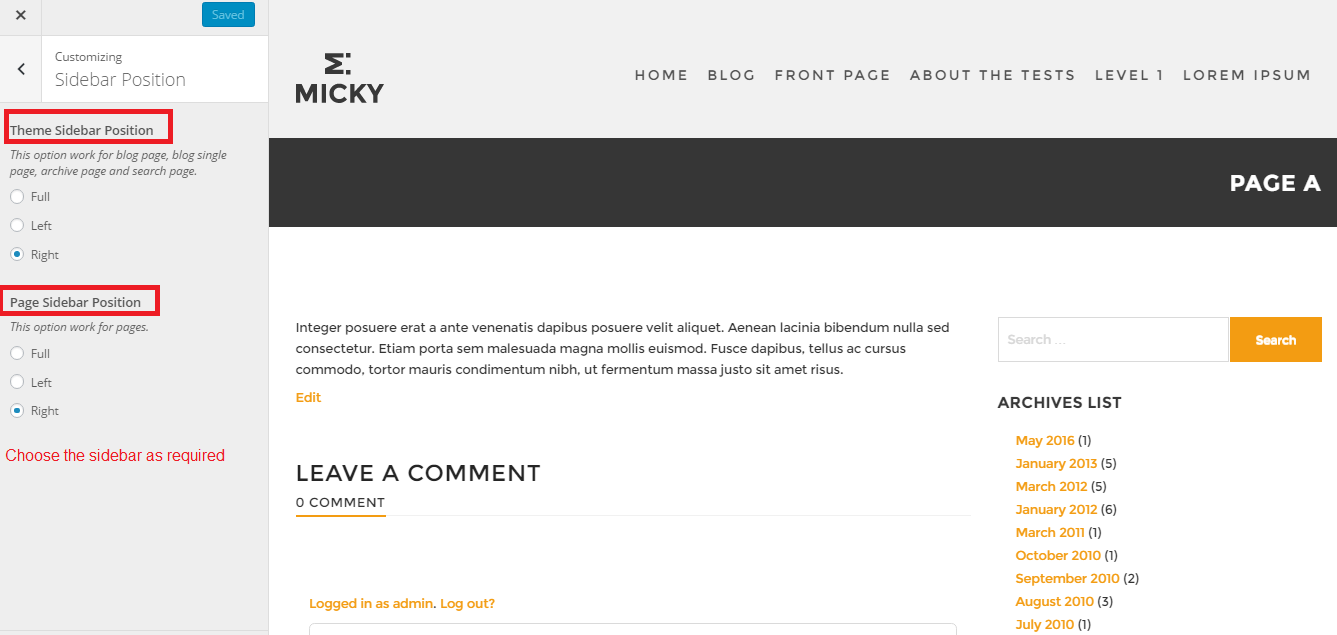 Saved
Customizing
Sidebar Position
Theme Sidebar Position
This option work for blog page, blog single
page, archive page and search page.
Full
Left
Right
Page Sidebar Position
This option work for pages.
Full
Left
Right
Choose the sidebar as required
MICKY
HOME BLOG FRONT PAGE ABOUT THE TESTS LEVEL 1 LOREM IPSUM
PAGE A
Integer posuere erat a ante venenatis dapibus posuere velit aliquet. Aenean lacinia bibendum nulla sed
consectetur. Etiam porta sem malesuada magna mollis euismod. Fusce dapibus, tellus ac cursus
commodo, tortor mauris condimentum nibh, ut fermentum massa justo sit amet risus.
Edit
LEAVE A COMMENT
0 COMMENT
Logged in as admin. Log out?
Search ...
Search
ARCHIVES LIST
May 2016 (1)
January 2013 (5)
March 2012 (5)
January 2012 (6)
March 2011 (1)
October 2010 (1)
September 2010 (2)
August 2010 (3)
July 2010 (1)